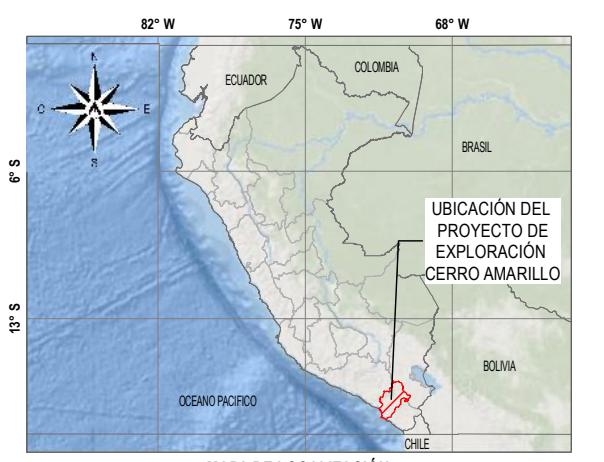 82° W 75° W 68° W
N
O E
S
6° S
13° S
ECUADOR
COLOMBIA
BRASIL
UBICACIÓN DEL
PROYECTO DE
EXPLORACIÓN
CERRO AMARILLO
BOLIVIA
OCEANO PACIFICO
CHILE